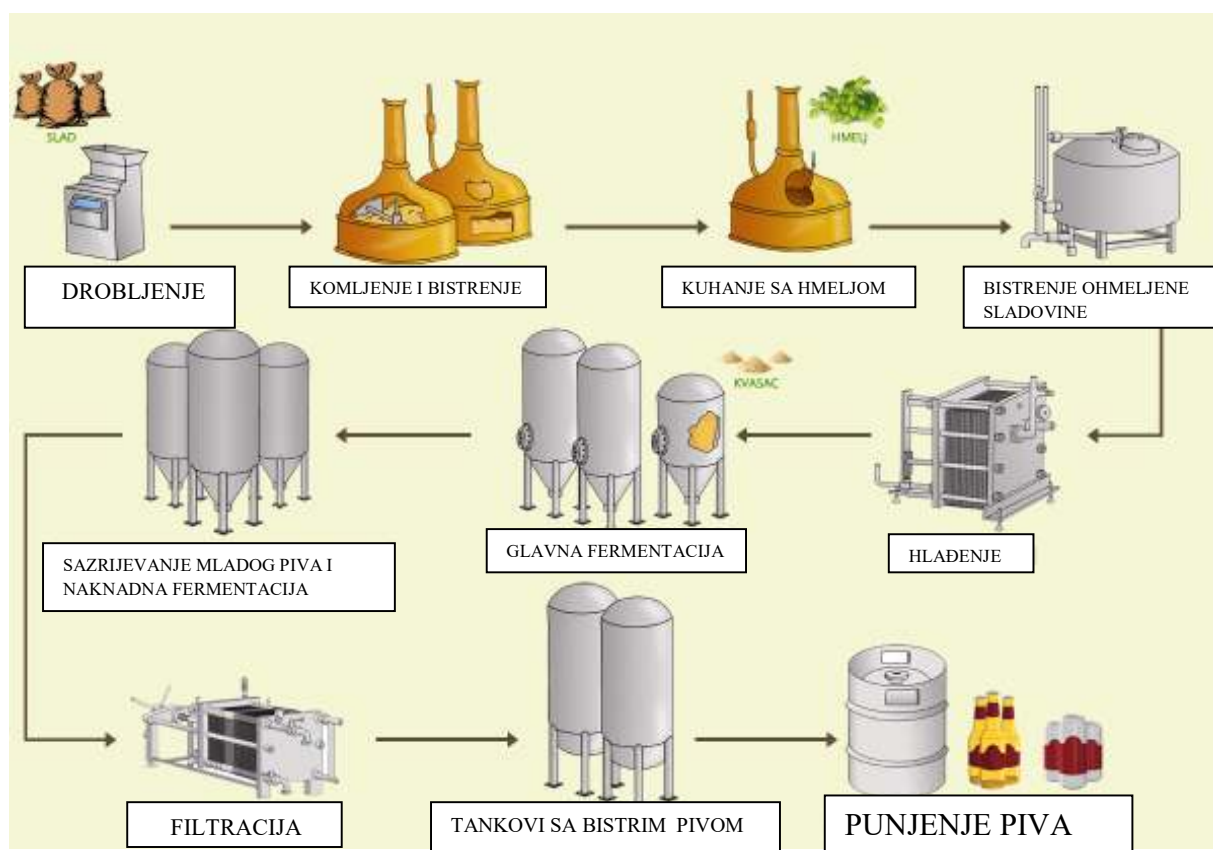 SLAD
HMELJ
DROBLJENJE
KOMLJENJE I BISTRENJE
KUHANJE SA HMELJOM
BISTRENJE OHMELJENE
SLADOVINE
KVASAC
SAZRIJEVANJE MLADOG PIVA I
NAKNADNA FERMENTACIJA
GLAVNA FERMENTACIJA
HLAĐENJE
FILTRACIJA
TANKOVI SA BISTRIM PIVOM
PUNJENJE PIVA